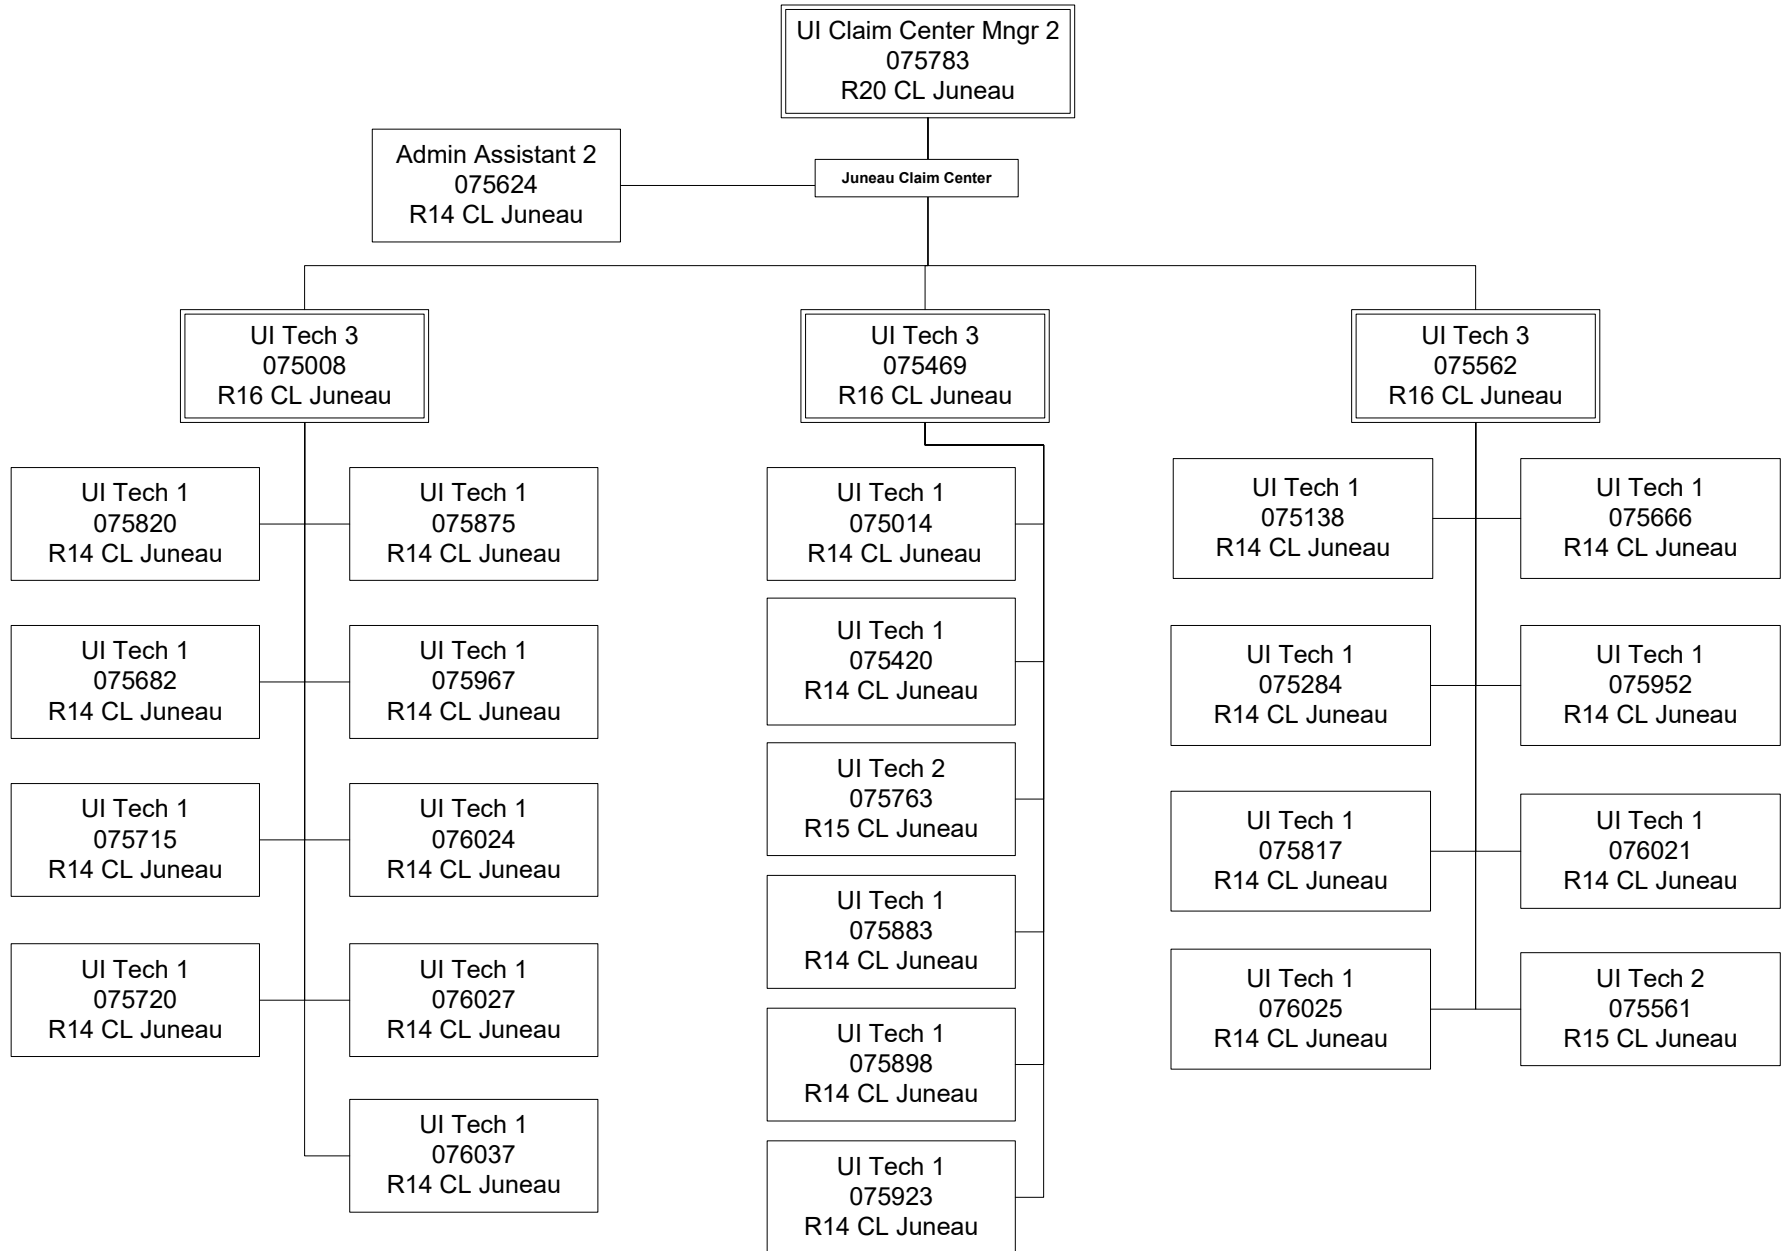 UI Claim Center Mngr 2
075783
R20 CL Juneau
Admin Assistant 2
075624
R14 CL Juneau
Juneau Claim Center
UI Tech 3
075008
R16 CL Juneau
UI Tech 3
075469
R16 CL Juneau
UI Tech 3
075562
R16 CL Juneau
UI Tech 1
075820
R14 CL Juneau
UI Tech 1
075875
R14 CL Juneau
UI Tech 1
075682
R14 CL Juneau
UI Tech 1
075967
R14 CL Juneau
UI Tech 1
075715
R14 CL Juneau
UI Tech 1
076024
R14 CL Juneau
UI Tech 1
075720
R14 CL Juneau
UI Tech 1
076027
R14 CL Juneau
UI Tech 1
076037
R14 CL Juneau
UI Tech 1
075014
R14 CL Juneau
UI Tech 1
075420
R14 CL Juneau
UI Tech 2
075763
R15 CL Juneau
UI Tech 1
075883
R14 CL Juneau
UI Tech 1
075898
R14 CL Juneau
UI Tech 1
075923
R14 CL Juneau
UI Tech 1
075138
R14 CL Juneau
UI Tech 1
075666
R14 CL Juneau
UI Tech 1
075284
R14 CL Juneau
UI Tech 1
075952
R14 CL Juneau
UI Tech 1
075817
R14 CL Juneau
UI Tech 1
076021
R14 CL Juneau
UI Tech 1
076025
R14 CL Juneau
UI Tech 2
075561
R15 CL Juneau